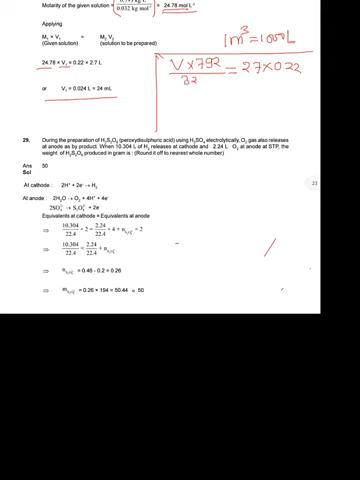 Molarity of the given solution = (0.793 kg L⁻¹ / 0.032 kg mol⁻¹) = 24.78 mol L⁻¹
1m³ = 1000L
Applying
M₁ × V₁ = M₂ V₂
(Given solution) (solution to be prepared)
24.78 × V₁ = 0.22 × 2.7 L
V × 792 / 32 = 27 × 0.22
or V₁ = 0.024 L = 24 mL
29. During the preparation of H₂S₂O₈ (peroxydisulphuric acid) using H₂SO₄ electrolytically, O₂ gas also releases
at anode as by product. When 10.304 L of H₂ releases at cathode and 2.24 L O₂ at anode at STP, the
weight of H₂S₂O₈ produced in gram is : (Round it off to nearest whole number)
Ans 50
Sol
At cathode : 2H⁺ + 2e⁻ → H₂
23
At anode : 2H₂O → O₂ + 4H⁺ + 4e⁻
2SO₄²⁻ → S₂O₈²⁻ + 2e⁻
Equivalents at cathode = Equivalents at anode
⇒ 10.304/22.4 × 2 = 2.24/22.4 × 4 + n × 2
⇒ 10.304/22.4 = 2.24/22.4 + n
⇒ n = 0.46 - 0.2 = 0.26
⇒ m = 0.26 × 194 = 50.44 ≈ 50